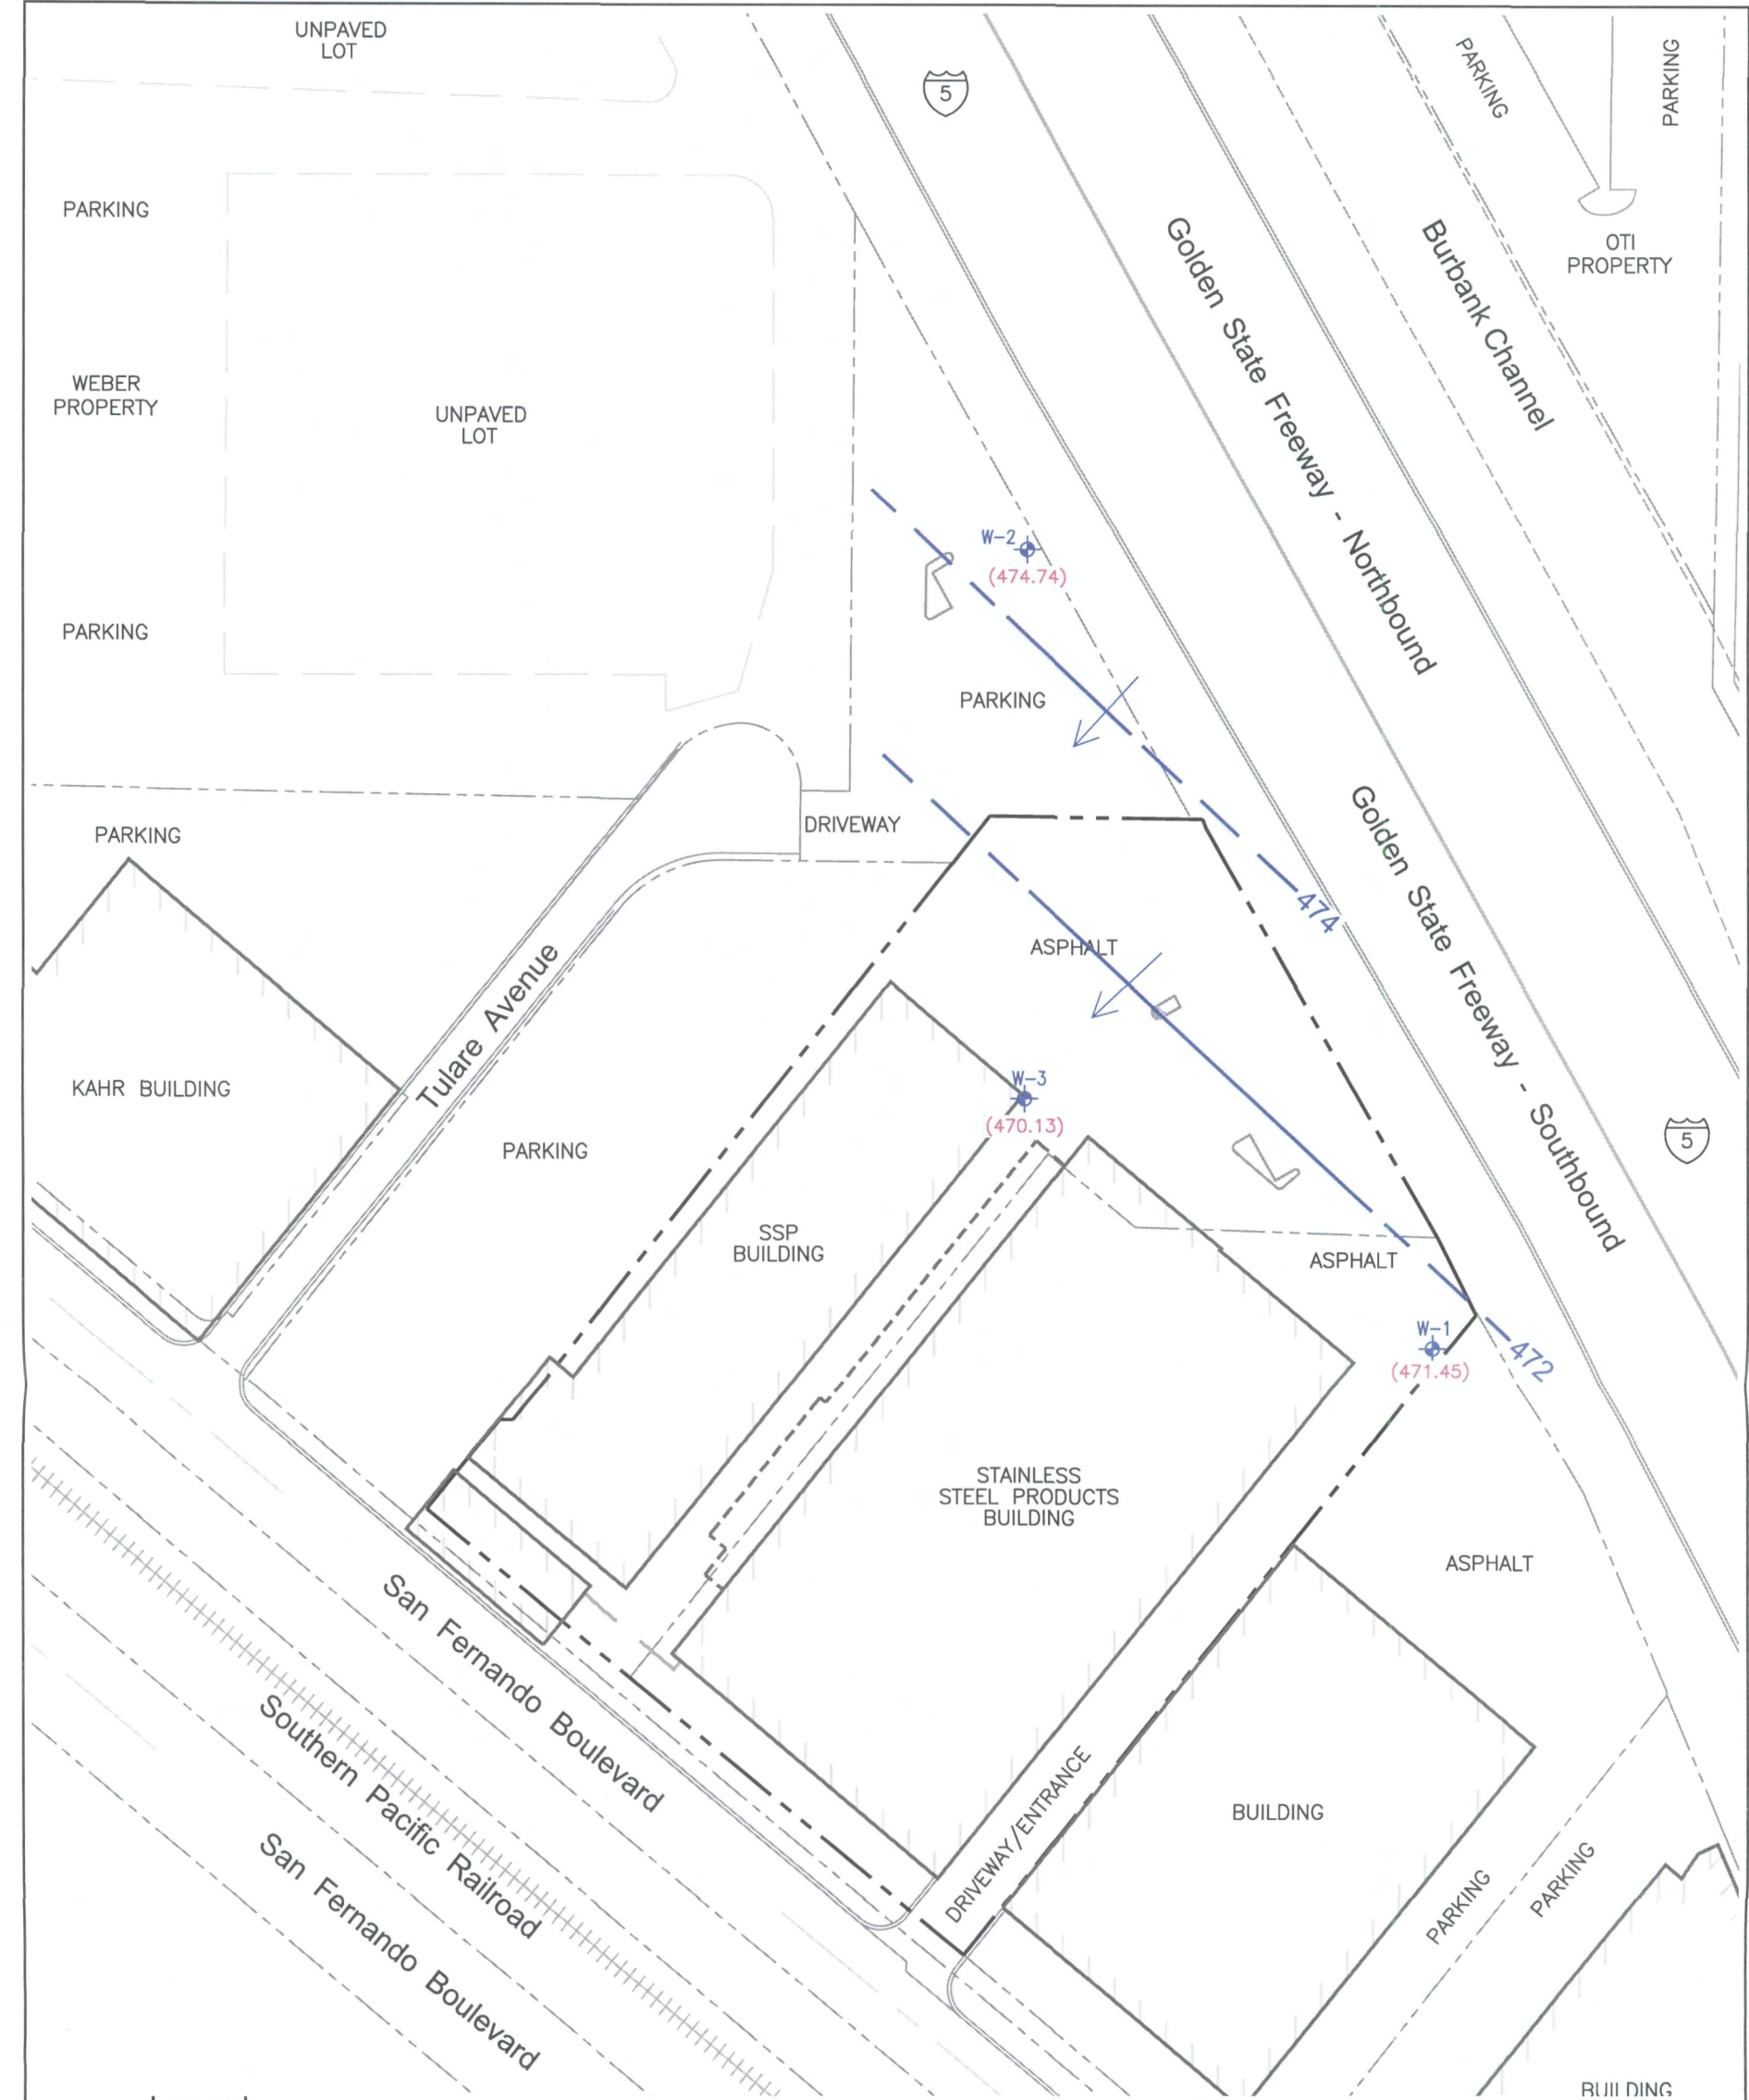 UNPAVED
LOT
5
PARKING
PARKING
PARKING
OTI
PROPERTY
Golden State Freeway - Northbound
Burbank Channel
WEBER
PROPERTY
UNPAVED
LOT
W-2
(474.74)
PARKING
PARKING
DRIVEWAY
PARKING
474
Golden State Freeway - Southbound
ASPHALT
Tulare Avenue
KAHR BUILDING
W-3
(470.13)
PARKING
5
SSP
BUILDING
ASPHALT
W-1
(471.45)
472
STAINLESS
STEEL PRODUCTS
BUILDING
ASPHALT
San Fernando Boulevard
Southern Pacific Railroad
San Fernando Boulevard
DRIVEWAY/ENTRANCE
BUILDING
PARKING
PARKING
BUILDING